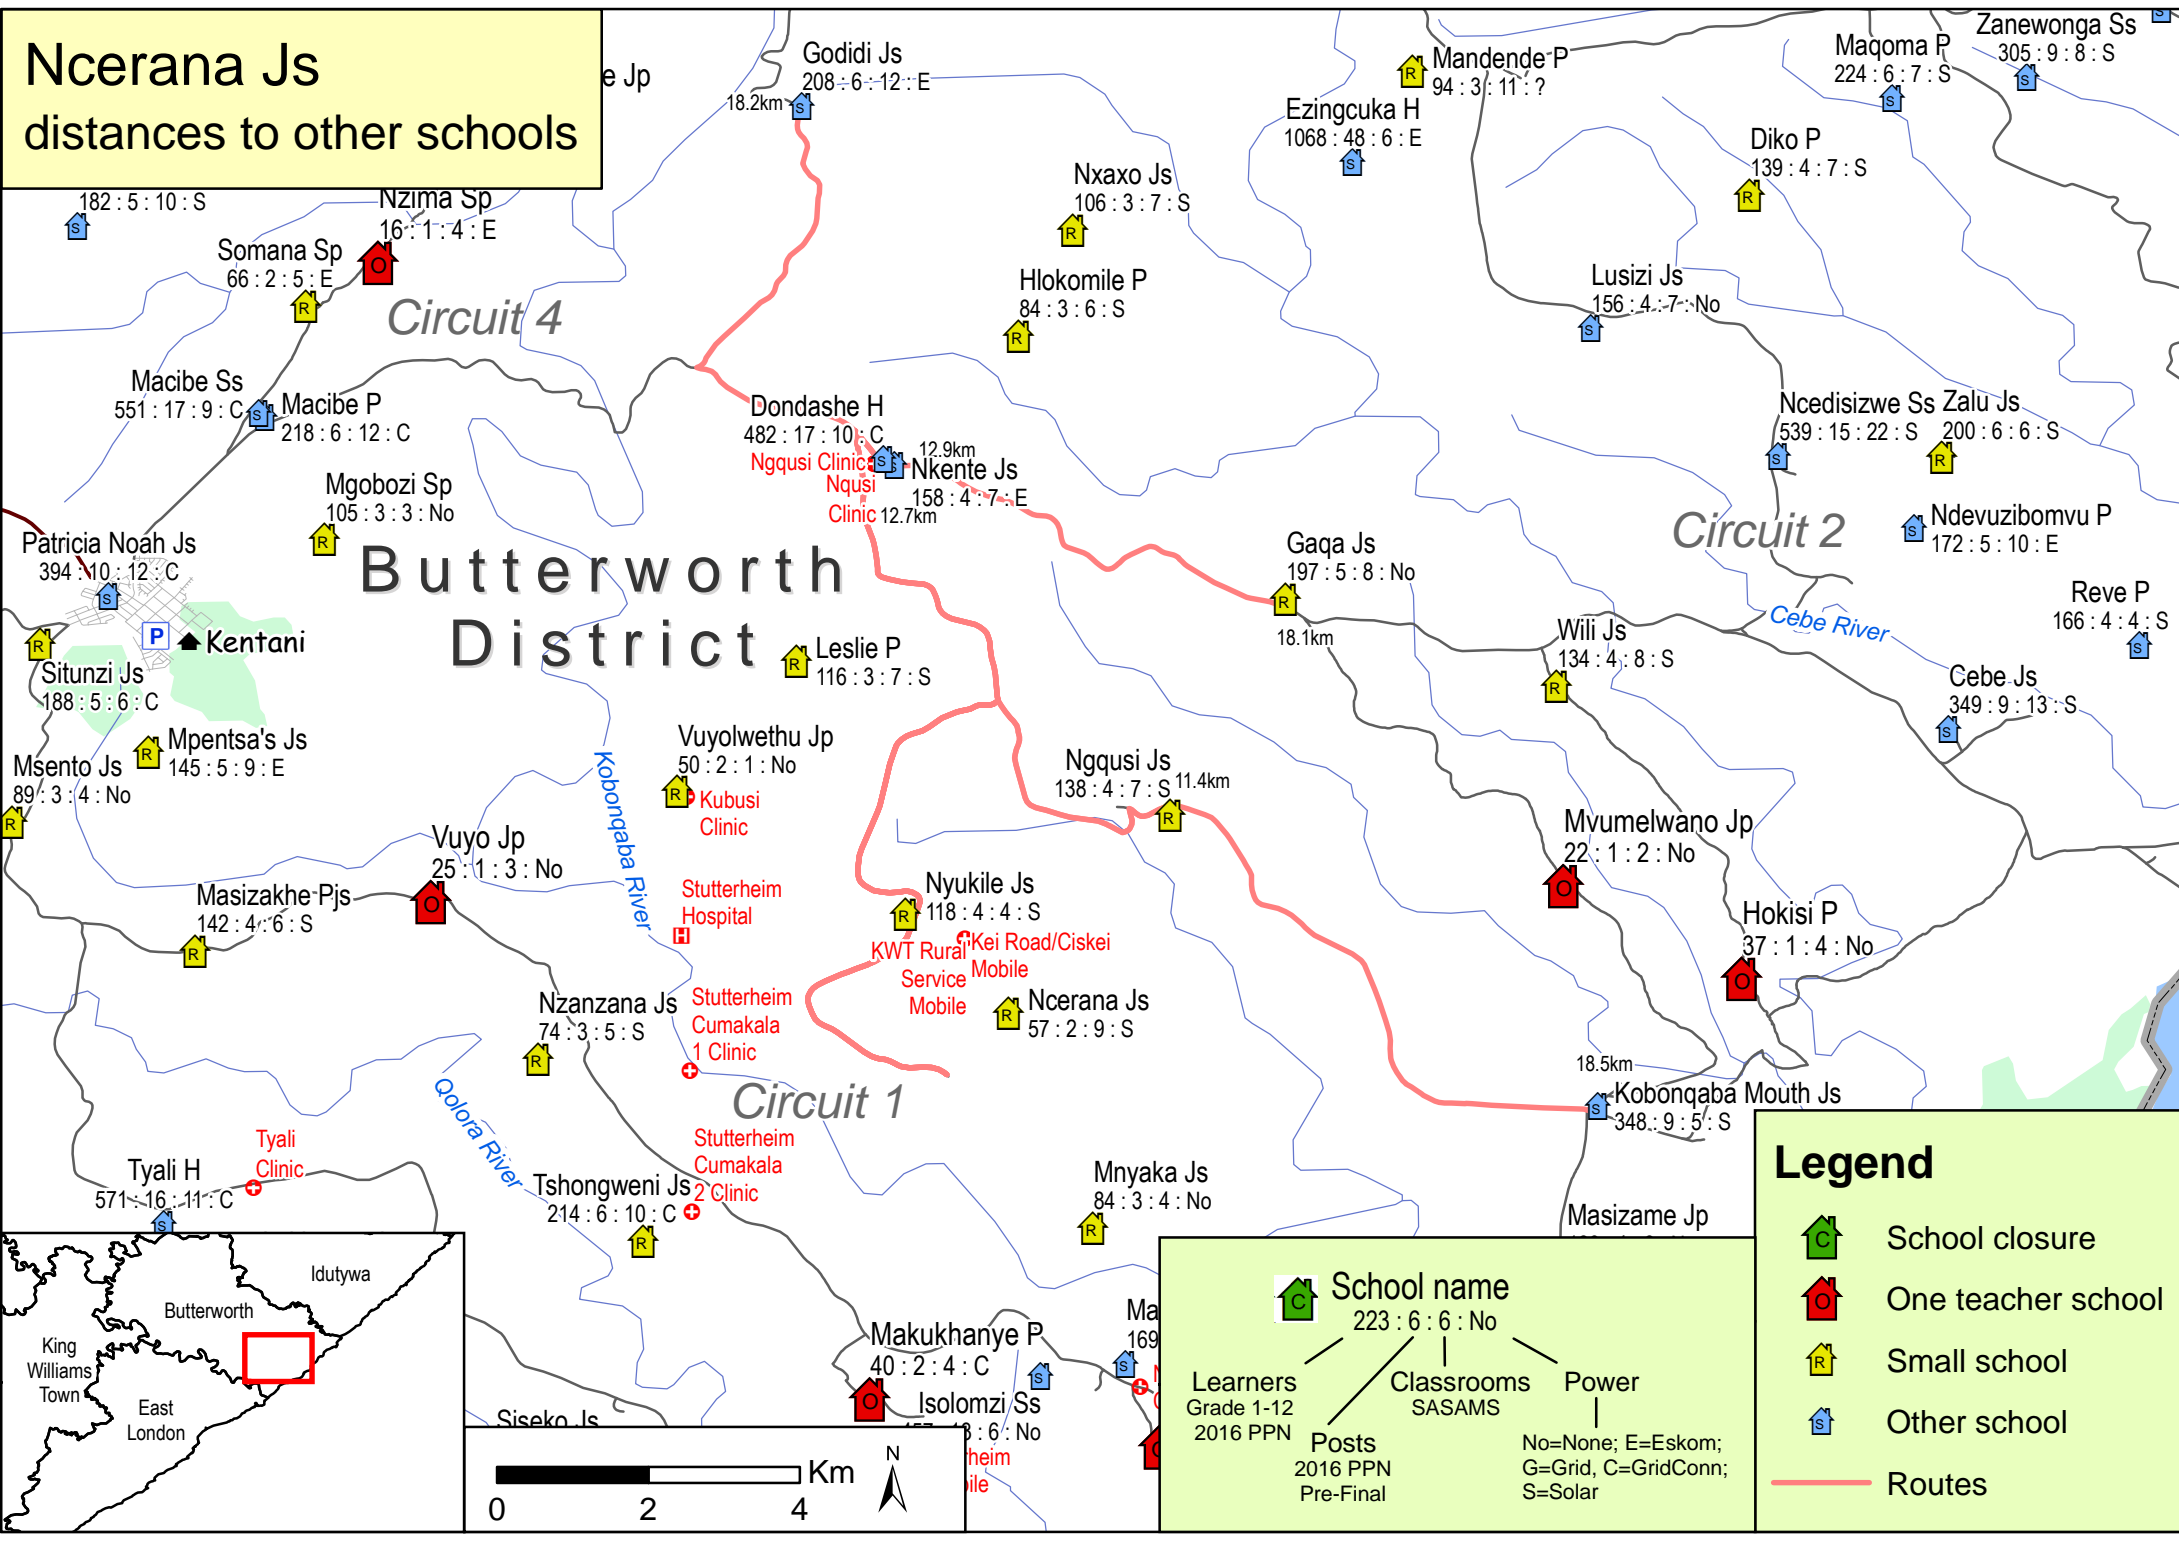 Ncerana Js
distances to other schools
e Jp
Godidi Js
208 : 6 : 12 : E
18.2km
Mandende P
94 : 3 : 11 : ?
Ezingcuka H
1068 : 48 : 6 : E
Maqoma P
224 : 6 : 7 : S
Zanewonga Ss
305 : 9 : 8 : S
Diko P
139 : 4 : 7 : S
182 : 5 : 10 : S
Nzima Sp
16 : 1 : 4 : E
Somana Sp
66 : 2 : 5 : E
Nxaxo Js
106 : 3 : 7 : S
Hlokomile P
84 : 3 : 6 : S
Lusizi Js
156 : 4 : 7 : No
Circuit 4
Macibe Ss
551 : 17 : 9 : C
Macibe P
218 : 6 : 12 : C
Dondashe H
482 : 17 : 10 : C
Ngqusi Clinic
12.9km
Nkente Js
158 : 4 : 7 : E
Nqusi
Clinic
12.7km
Ncedisizwe Ss
539 : 15 : 22 : S
Zalu Js
200 : 6 : 6 : S
Mgobozi Sp
105 : 3 : 3 : No
Ndevuzibomvu P
172 : 5 : 10 : E
Circuit 2
Patricia Noah Js
394 : 10 : 12 : C
Butterworth
District
Gaqa Js
197 : 5 : 8 : No
18.1km
Reve P
166 : 4 : 4 : S
Cebe River
P
Kentani
Situnzi Js
188 : 5 : 6 : C
Leslie P
116 : 3 : 7 : S
Wili Js
134 : 4 : 8 : S
Cebe Js
349 : 9 : 13 : S
Mpentsa's Js
145 : 5 : 9 : E
Msento Js
89 : 3 : 4 : No
Vuyolwethu Jp
50 : 2 : 1 : No
Kubusi
Clinic
Kobonqaba River
Ngqusi Js
138 : 4 : 7 : S
11.4km
Vuyo Jp
25 : 1 : 3 : No
Mvumelwano Jp
22 : 1 : 2 : No
Masizakhe Pjs
142 : 4 : 6 : S
Stutterheim
Hospital
H
Nyukile Js
118 : 4 : 4 : S
KWT Rural
Service
Mobile
Kei Road/Ciskei
Mobile
Hokisi P
37 : 1 : 4 : No
Nzanzana Js
74 : 3 : 5 : S
Stutterheim
Cumakala
1 Clinic
Ncerana Js
57 : 2 : 9 : S
Circuit 1
18.5km
Kobonqaba Mouth Js
348 : 9 : 5 : S
Qolora River
Tyali
Clinic
Tyali H
571 : 16 : 11 : C
Stutterheim
Cumakala
2 Clinic
Tshongweni Js
214 : 6 : 10 : C
Mnyaka Js
84 : 3 : 4 : No
Masizame Jp
Makukhanye P
40 : 2 : 4 : C
Isolomzi Ss
: 6 : No
heim
Ma
169
Siseko Js
Idutywa
Butterworth
King
Williams
Town
East
London
Km
0 2 4
N
School name
223 : 6 : 6 : No
Learners
Grade 1-12
2016 PPN
Posts
2016 PPN
Pre-Final
Classrooms
SASAMS
Power
No=None; E=Eskom;
G=Grid, C=GridConn;
S=Solar
Legend
C School closure
O One teacher school
R Small school
S Other school
Routes